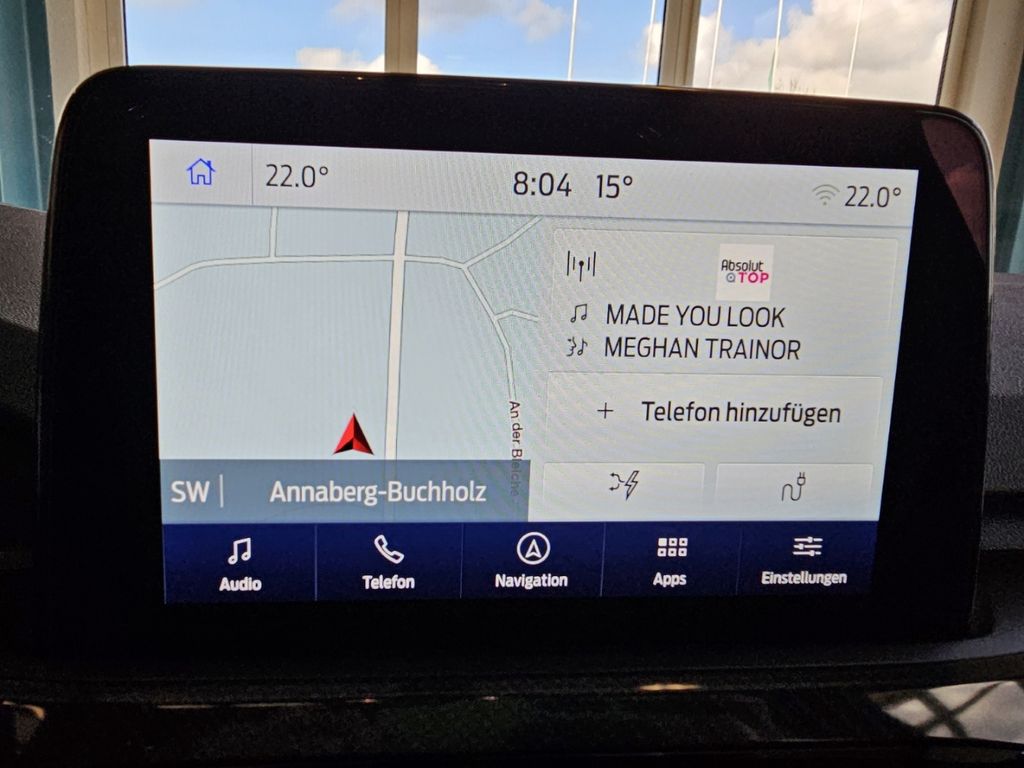 22.0°
8:04 15°
22.0°
Absolut
TOP
MADE YOU LOOK
MEGHAN TRAINOR
+ Telefon hinzufügen
An der Bleiche
SW | Annaberg-Buchholz
Audio
Telefon
Navigation
Apps
Einstellungen